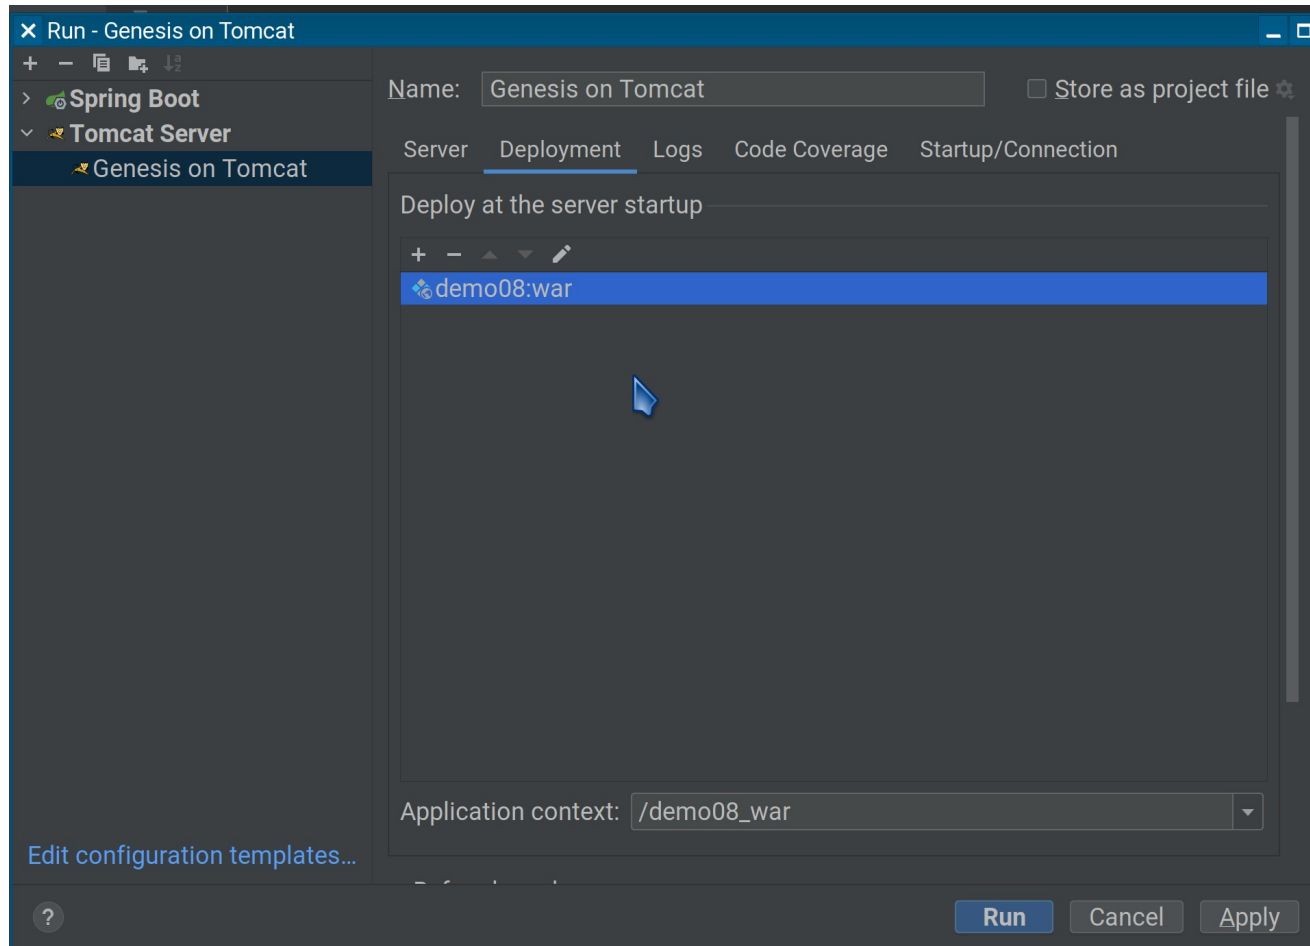 Run - Genesis on Tomcat
Spring Boot
Tomcat Server
Genesis on Tomcat
Edit configuration templates...
Name: Genesis on Tomcat
Store as project file
Server Deployment Logs Code Coverage Startup/Connection
Deploy at the server startup
demo08:war
Application context: /demo08_war
? Run Cancel Apply